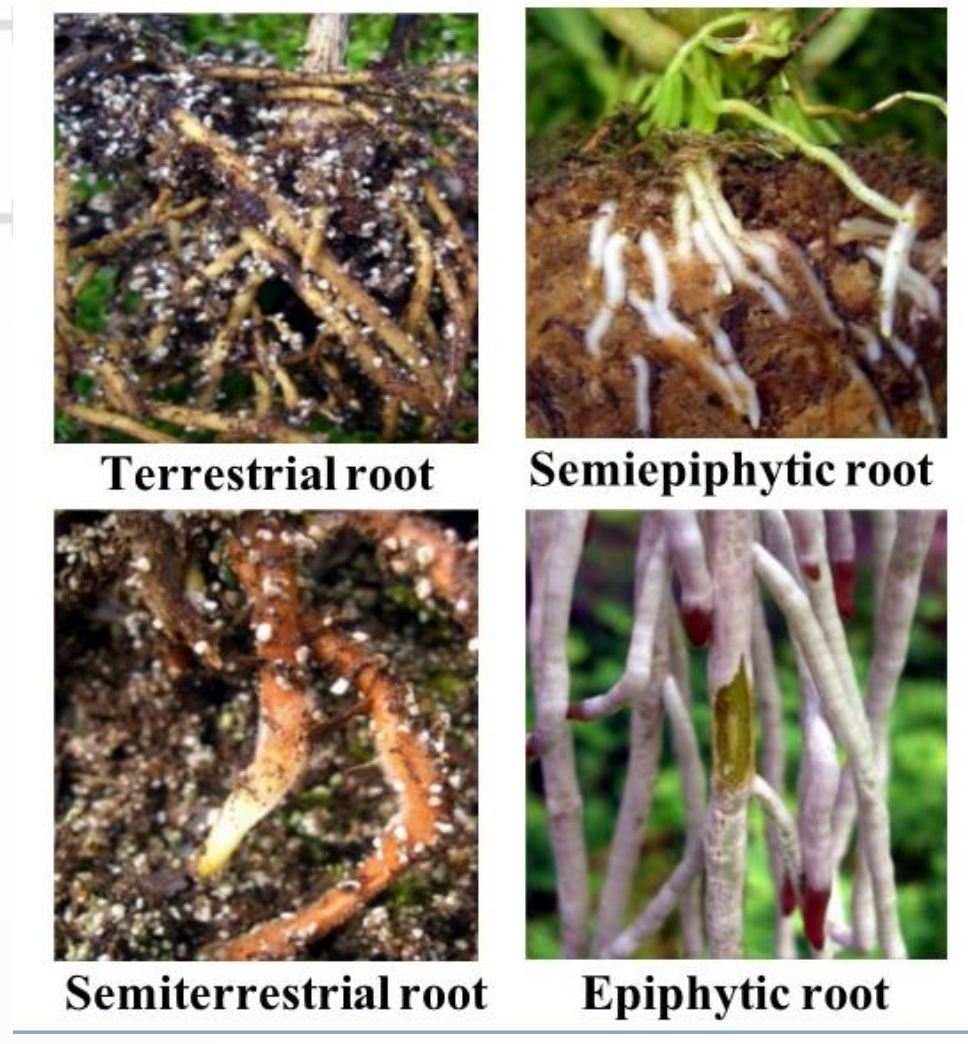 Terrestrial root
Semiepiphytic root
Semiterrestrial root
Epiphytic root